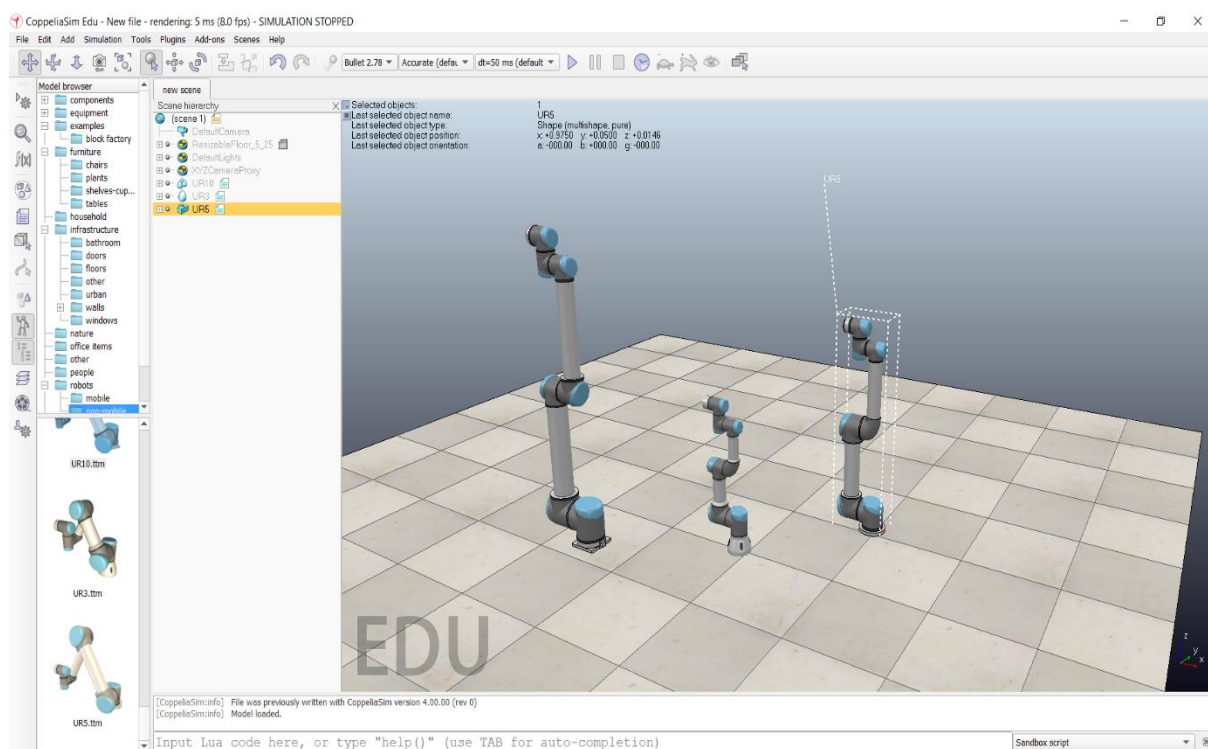 CoppeliaSim Edu - New file - rendering: 5 ms (8.0 fps) - SIMULATION STOPPED
File Edit Add Simulation Tools Plugins Add-ons Scenes Help
Bullet 2.78 Accurate (defau dt=50 ms (default
Model browser
components
equipment
examples
block factory
furniture
chairs
plants
shelves-cup...
tables
household
infrastructure
bathroom
doors
floors
other
urban
walls
windows
nature
office items
other
people
robots
mobile
non-mobile
UR10.ttm
UR3.ttm
UR5.ttm
new scene
Scene hierarchy
(scene 1)
DefaultCamera
ResizableFloor_5_25
DefaultLights
XYZCameraProxy
UR10
UR3
UR5
Selected objects: 1
Last selected object name: UR5
Last selected object type: Shape (multishape, pure)
Last selected object position: x: +0.9750 y: +0.0500 z: +0.0146
Last selected object orientation: a: -000.00 b: +000.00 g: -000.00
UR5
EDU
z
y
x
[CoppeliaSim:info] File was previously written with CoppeliaSim version 4.00.00 (rev 0)
[CoppeliaSim:info] Model loaded.
Input Lua code here, or type "help()" (use TAB for auto-completion)
Sandbox script